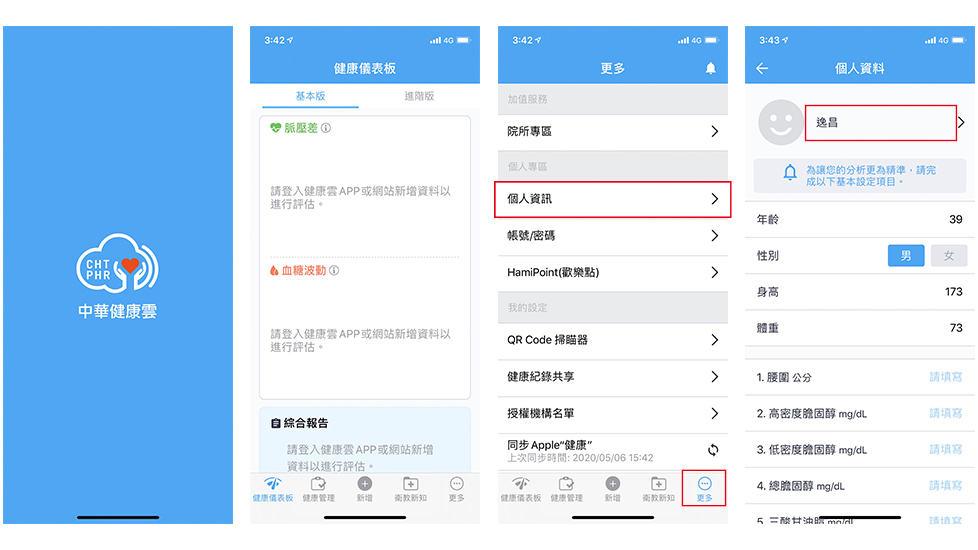 CHT
PHR
中華健康雲
3:42
4G
健康儀表板
基本版
進階版
脈壓差
請登入健康雲APP或網站新增資料以
進行評估。
血糖波動
請登入健康雲APP或網站新增資料以
進行評估。
綜合報告
請登入健康雲APP或網站新增
資料以進行評估。
健康儀表板
健康管理
新增
衛教新知
更多
3:42
4G
更多
加值服務
院所專區
個人專區
個人資訊
帳號/密碼
HamiPoint(歡樂點)
我的設定
QR Code 掃瞄器
健康紀錄共享
授權機構名單
同步Apple“健康”
上次同步時間: 2020/05/06 15:42
健康儀表板
健康管理
新增
衛教新知
更多
3:43
4G
個人資料
逸昌
為讓您的分析更為精準，請完
成以下基本設定項目。
年齡
39
性別
男
女
身高
173
體重
73
1. 腰圍 公分
請填寫
2. 高密度膽固醇 mg/dL
請填寫
3. 低密度膽固醇 mg/dL
請填寫
4. 總膽固醇 mg/dL
請填寫
5. 三酸甘油脂 mg/dL
請填寫